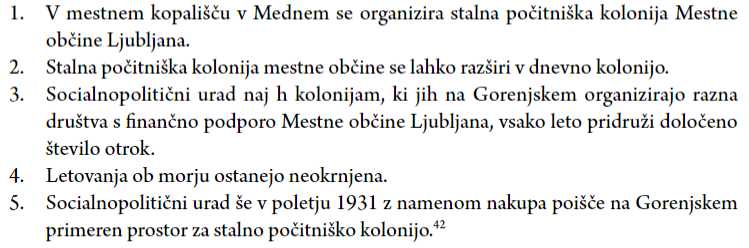 1. V mestnem kopališču v Mednem se organizira stalna počitniška kolonija Mestne
občine Ljubljana.
2. Stalna počitniška kolonija mestne občine se lahko razširi v dnevno kolonijo.
3. Socialnopolitični urad naj h kolonijam, ki jih na Gorenjskem organizirajo razna
društva s finančno podporo Mestne občine Ljubljana, vsako leto pridruži določeno
število otrok.
4. Letovanja ob morju ostanejo neokrnjena.
5. Socialnopolitični urad še v poletju 1931 z namenom nakupa poišče na Gorenjskem
primeren prostor za stalno počitniško kolonijo.42